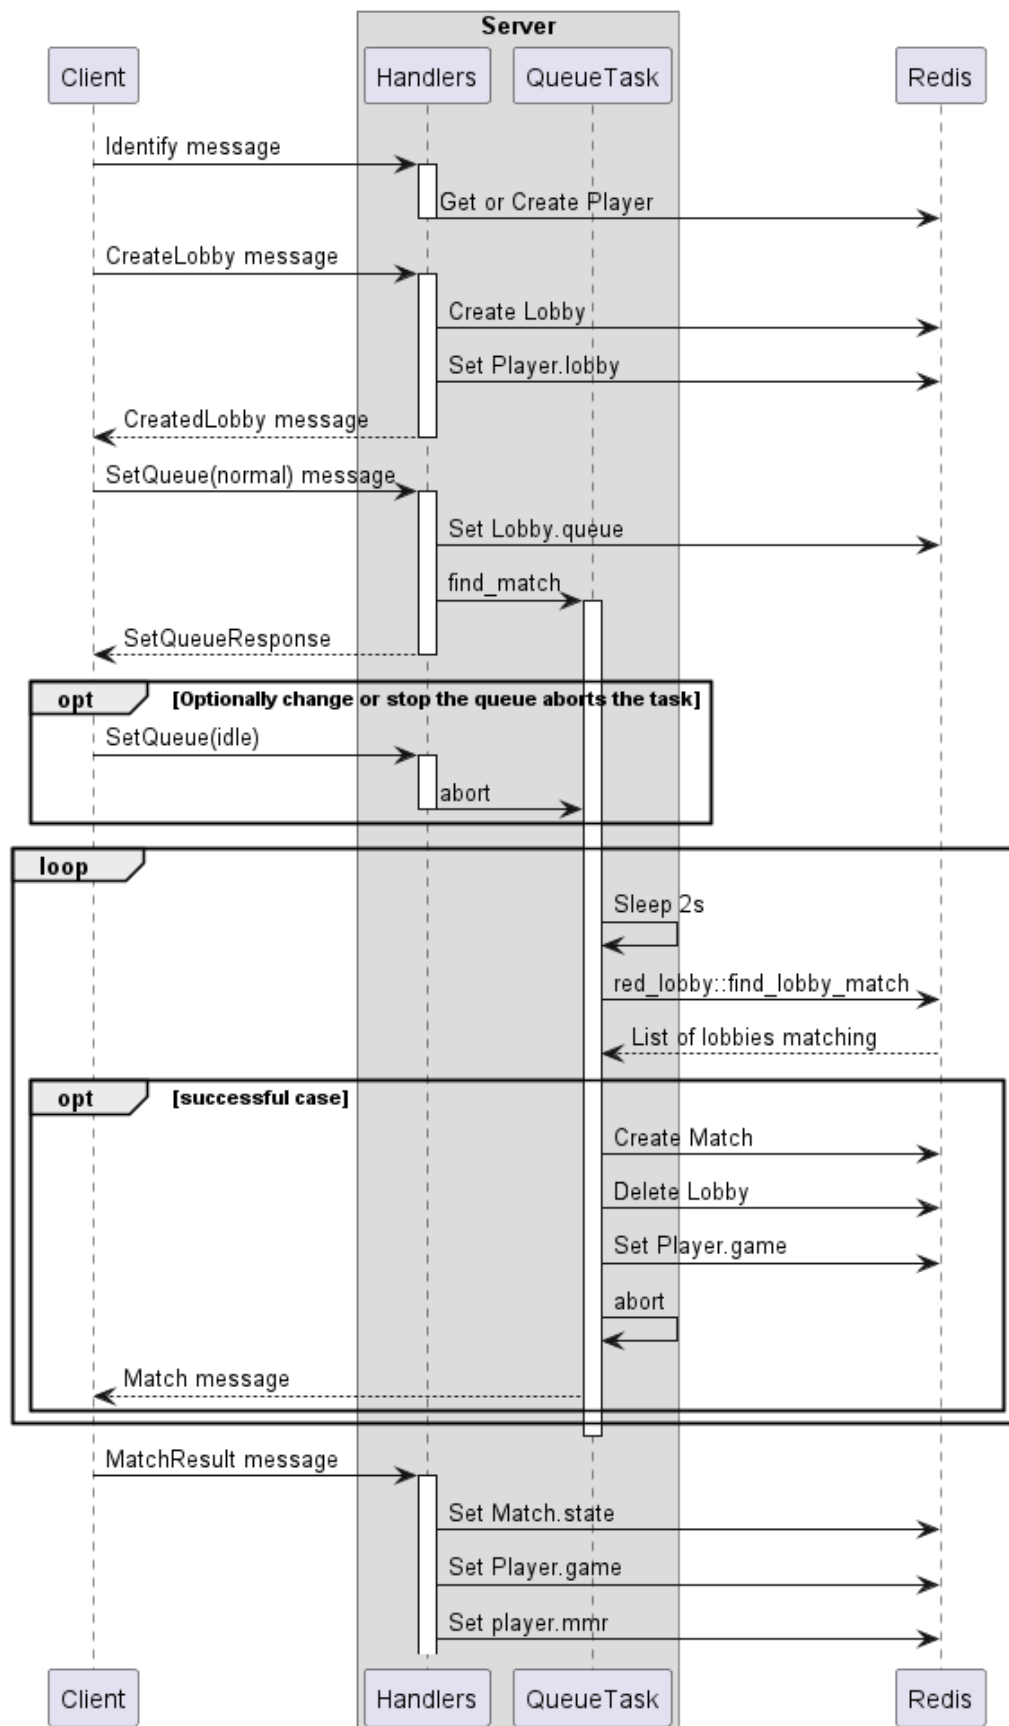 Server
Client
Handlers
QueueTask
Redis
Identify message
Get or Create Player
CreateLobby message
Create Lobby
Set Player.lobby
CreatedLobby message
SetQueue(normal) message
Set Lobby.queue
find_match
SetQueueResponse
opt [Optionally change or stop the queue aborts the task]
SetQueue(idle)
abort
loop
Sleep 2s
red_lobby::find_lobby_match
List of lobbies matching
opt [successful case]
Create Match
Delete Lobby
Set Player.game
abort
Match message
MatchResult message
Set Match.state
Set Player.game
Set player.mmr
Client
Handlers
QueueTask
Redis